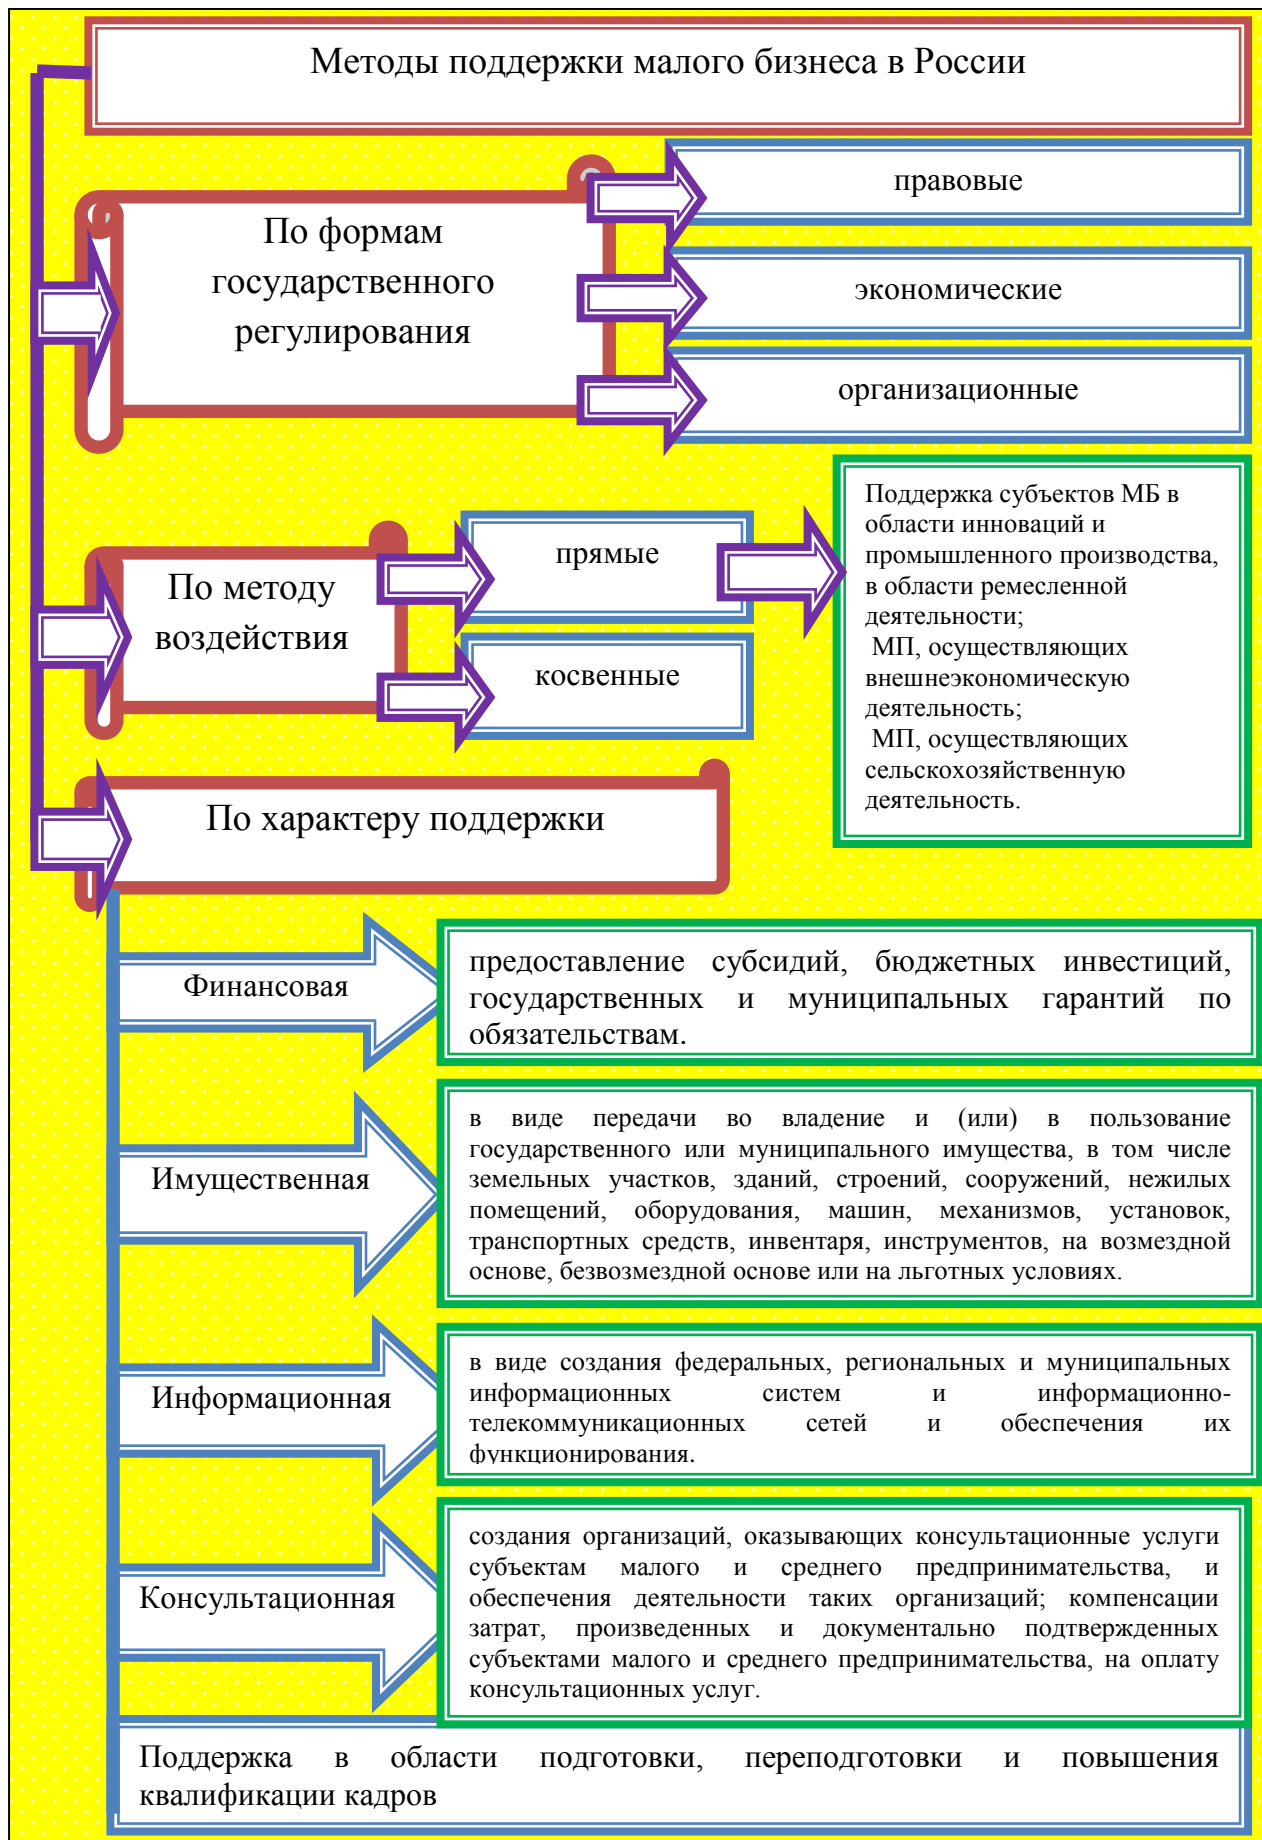 Методы поддержки малого бизнеса в России
По формам
государственного
регулирования
правовые
экономические
организационные
По методу
воздействия
прямые
косвенные
Поддержка субъектов МБ в
области инноваций и
промышленного производства,
в области ремесленной
деятельности;
МП, осуществляющих
внешнеэкономическую
деятельность;
МП, осуществляющих
сельскохозяйственную
деятельность.
По характеру поддержки
Финансовая
предоставление субсидий, бюджетных инвестиций,
государственных и муниципальных гарантий по
обязательствам.
Имущественная
в виде передачи во владение и (или) в пользование
государственного или муниципального имущества, в том числе
земельных участков, зданий, строений, сооружений, нежилых
помещений, оборудования, машин, механизмов, установок,
транспортных средств, инвентаря, инструментов, на возмездной
основе, безвозмездной основе или на льготных условиях.
Информационная
в виде создания федеральных, региональных и муниципальных
информационных систем и информационно-
телекоммуникационных сетей и обеспечения их
функционирования.
Консультационная
создания организаций, оказывающих консультационные услуги
субъектам малого и среднего предпринимательства, и
обеспечения деятельности таких организаций; компенсации
затрат, произведенных и документально подтвержденных
субъектами малого и среднего предпринимательства, на оплату
консультационных услуг.
Поддержка в области подготовки, переподготовки и повышения
квалификации кадров